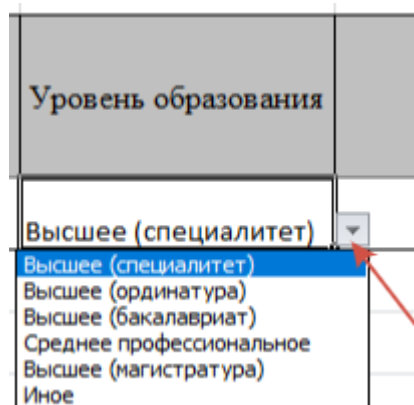 Уровень образования
Высшее (специалитет)
Высшее (специалитет)
Высшее (ординатура)
Высшее (бакалавриат)
Среднее профессиональное
Высшее (магистратура)
Иное